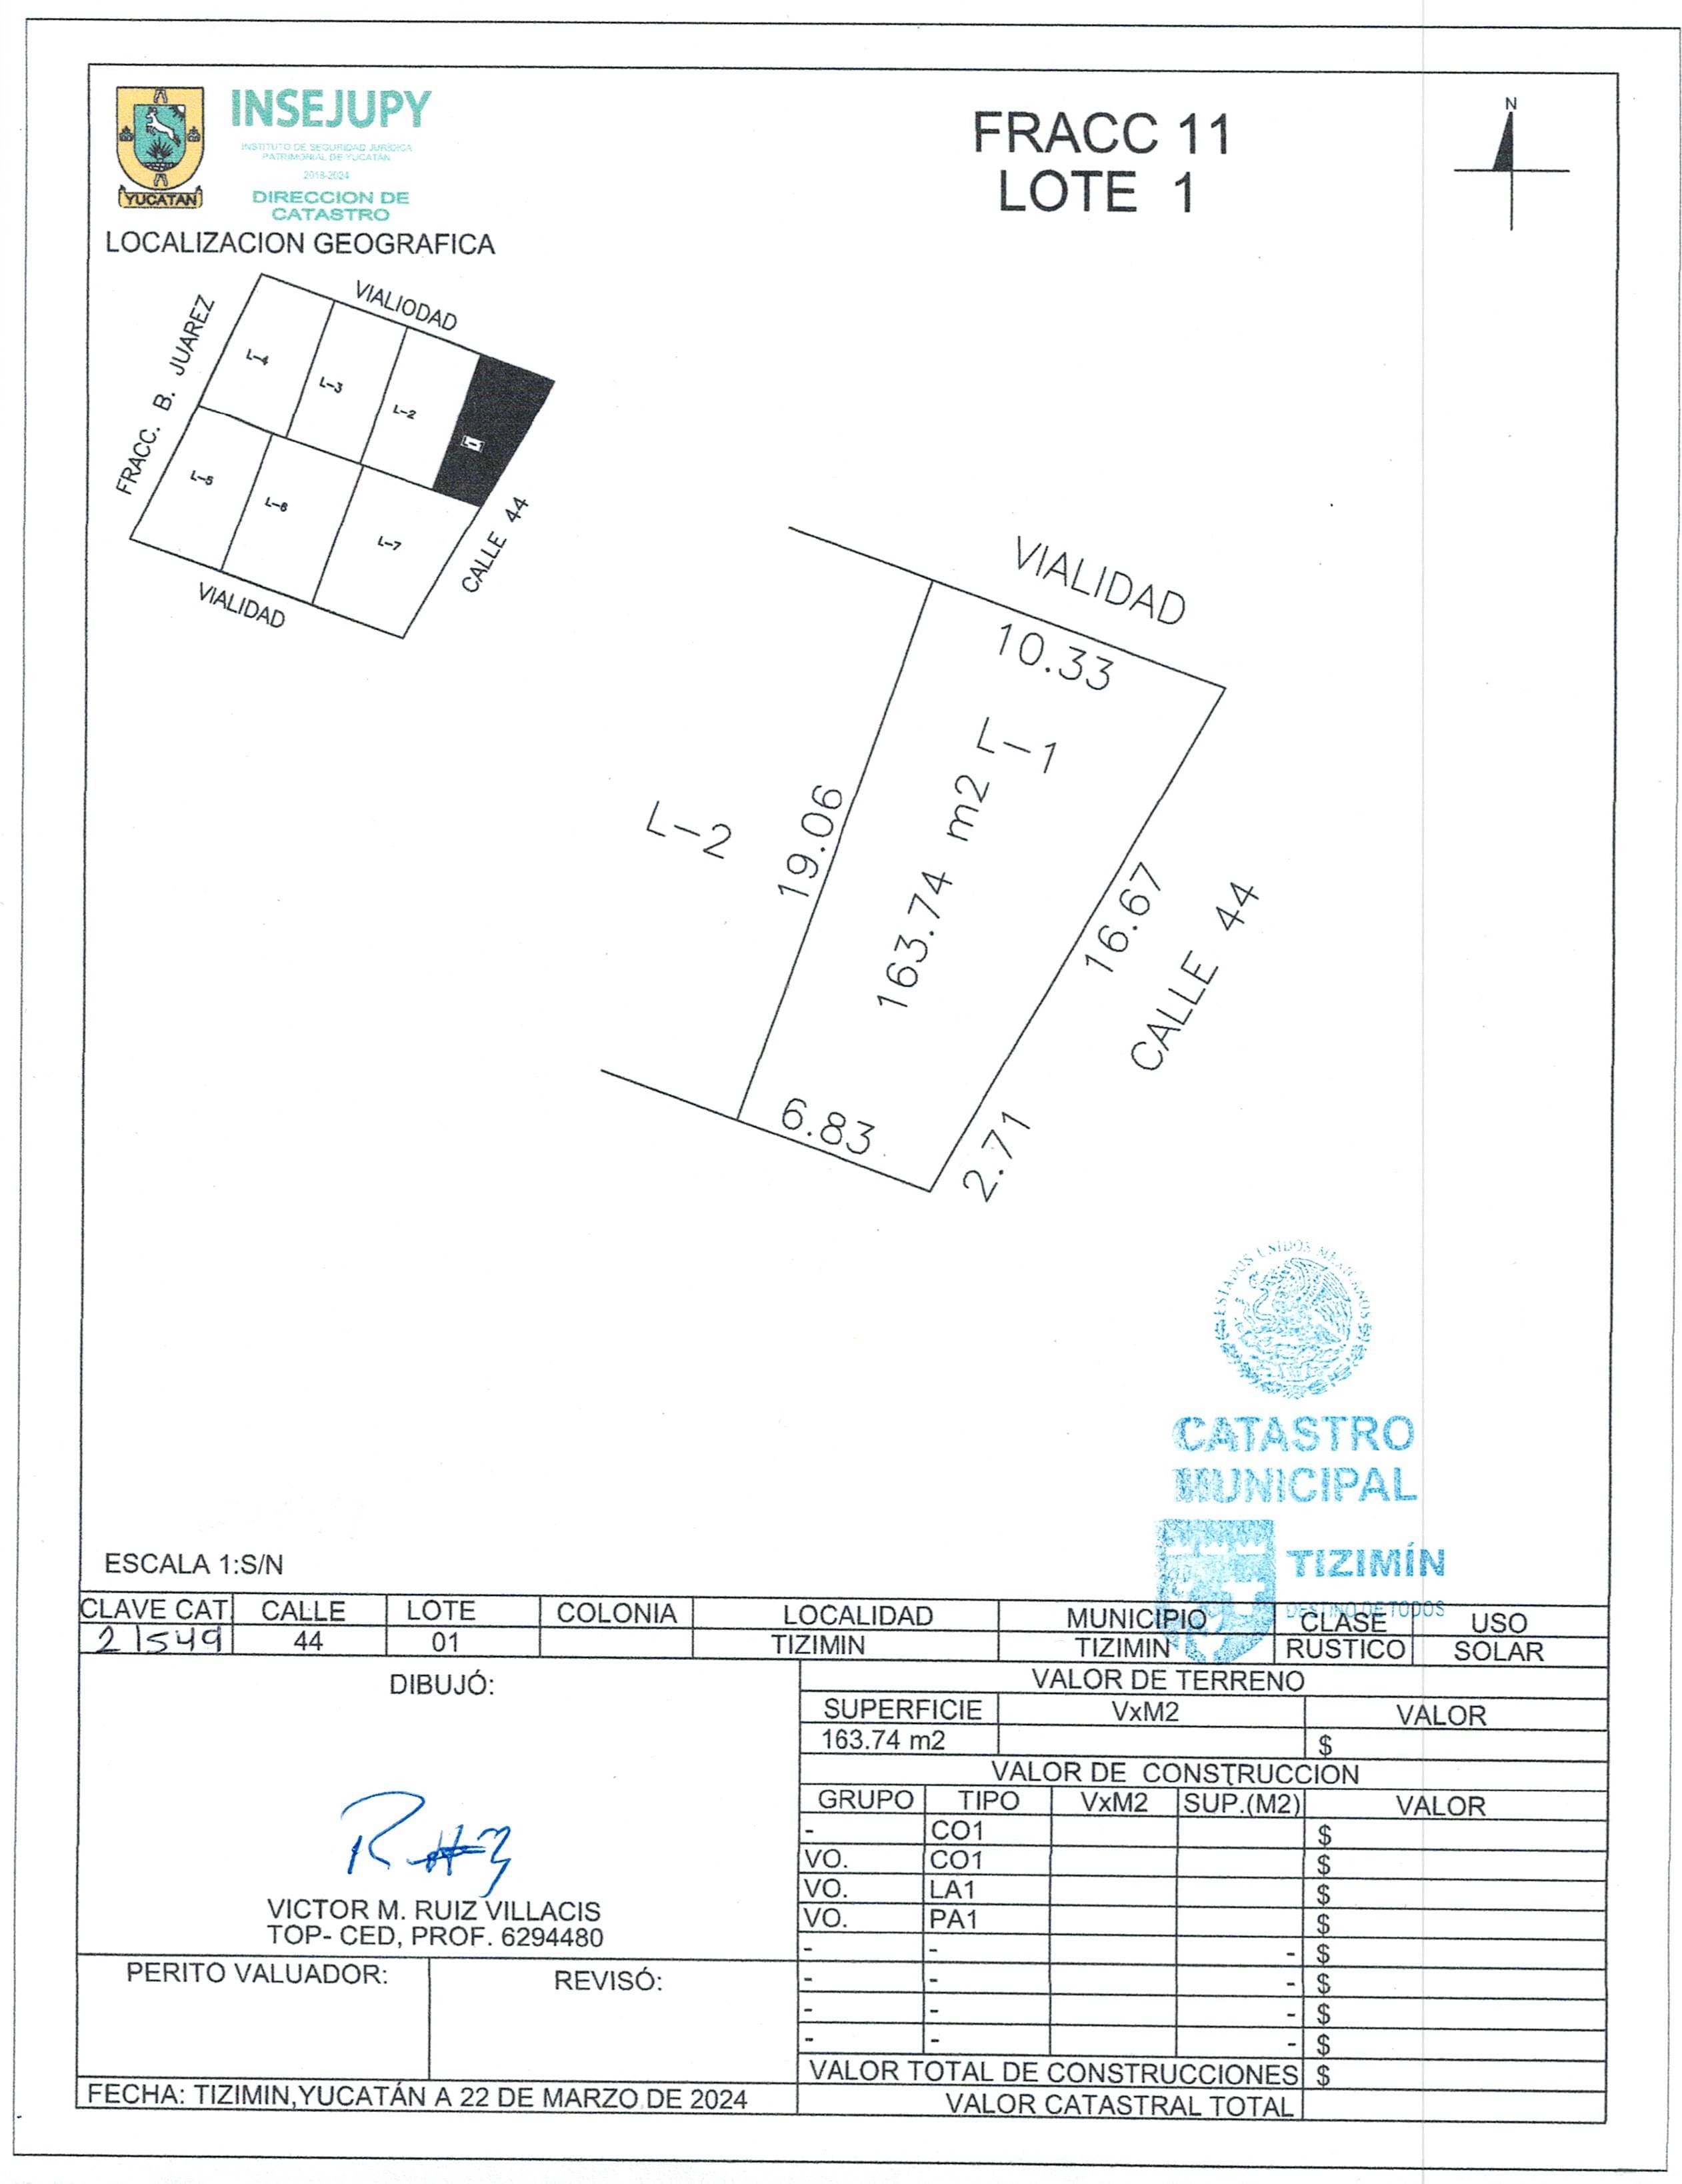 INSEJUPY
INSTITUTO DE SEGURIDAD JURÍDICA
PATRIMONIAL DE YUCATÁN
2018-2024
DIRECCION DE
CATASTRO
YUCATAN
FRACC 11
LOTE 1
N
LOCALIZACION GEOGRAFICA
VIALIODAD
FRACC. B. JUAREZ
L-4
L-3
L-2
L-1
L-5
L-6
L-7
CALLE 44
VIALIDAD
VIALIDAD
10.33
L-1
163.74 m2
L-2
19.06
16.67
CALLE 44
6.83
2.71
ESTADOS UNIDOS MEXICANOS
CATASTRO
MUNICIPAL
TIZIMÍN
DESTINO DE TODOS
ESCALA 1:S/N
CLAVE CAT CALLE LOTE COLONIA LOCALIDAD MUNICIPIO CLASE USO
21549 44 01 TIZIMIN TIZIMIN RUSTICO SOLAR
DIBUJÓ:
VICTOR M. RUIZ VILLACIS
TOP- CED, PROF. 6294480
PERITO VALUADOR: REVISÓ:
FECHA: TIZIMIN,YUCATÁN A 22 DE MARZO DE 2024
VALOR DE TERRENO
SUPERFICIE VxM2 VALOR
163.74 m2 $
VALOR DE CONSTRUCCION
GRUPO TIPO VxM2 SUP.(M2) VALOR
- CO1 $
VO. CO1 $
VO. LA1 $
VO. PA1 $
- - - $
- - - $
- - - $
- - - $
VALOR TOTAL DE CONSTRUCCIONES $
VALOR CATASTRAL TOTAL